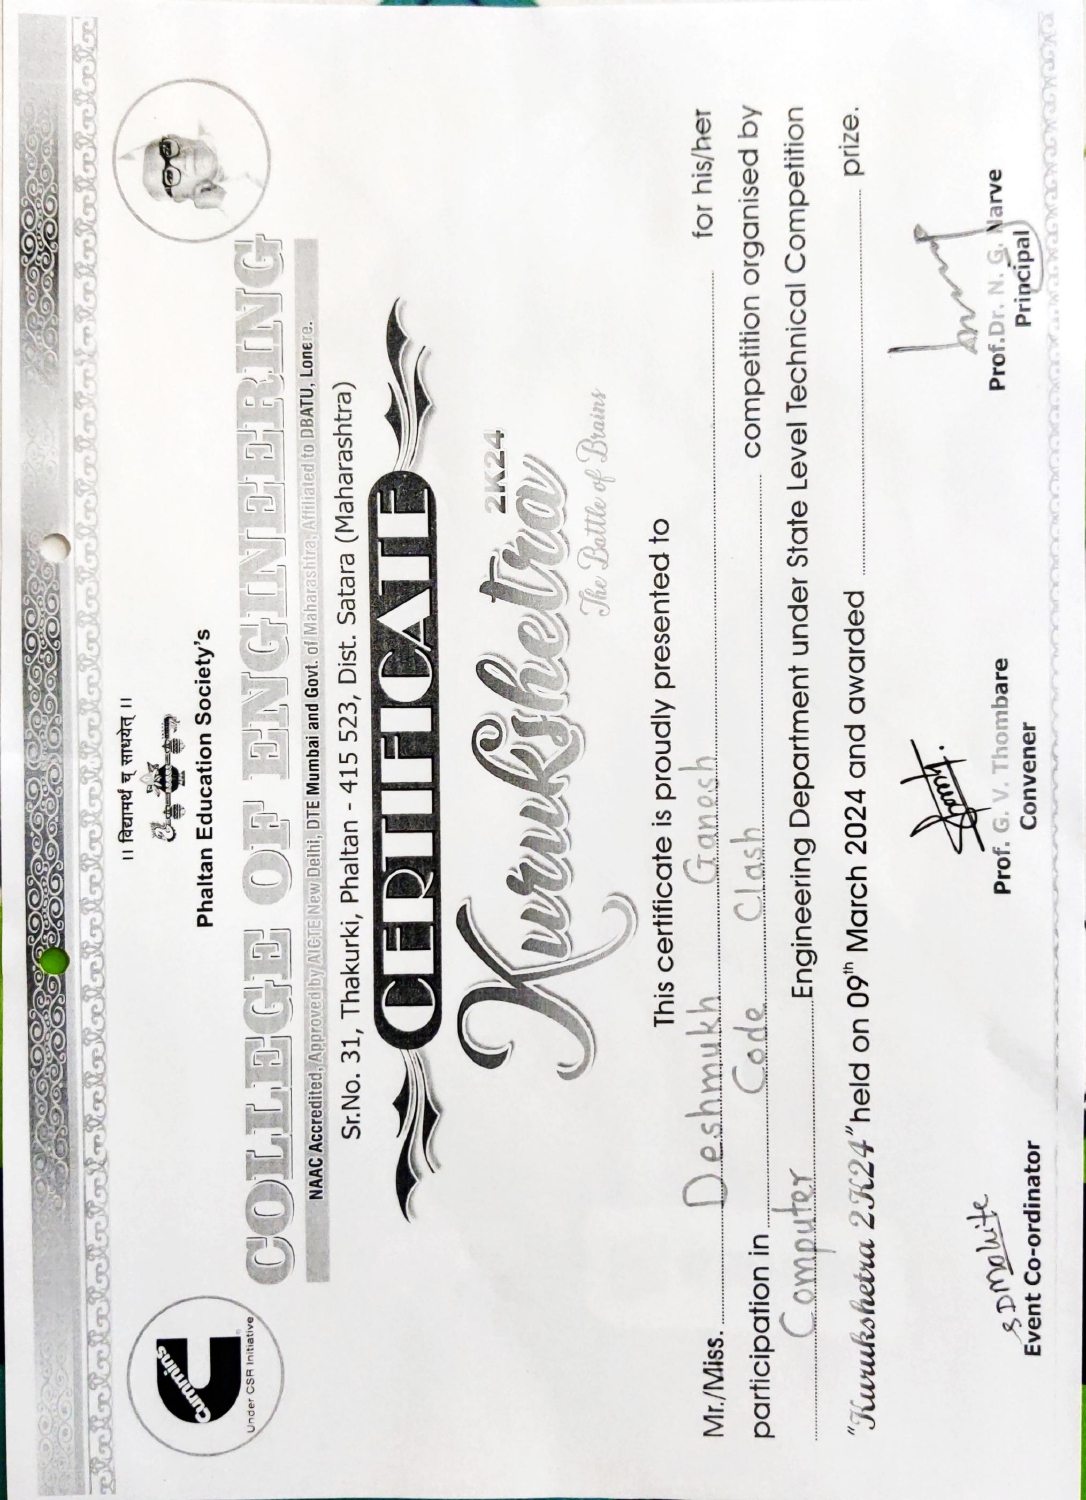 ।। विद्यामर्थं च साधयेत् ।।
Phaltan Education Society's
COLLEGE OF ENGINEERING
NAAC Accredited, Approved by AICTE New Delhi, DTE Mumbai and Govt. of Maharashtra, Affiliated to DBATU, Lonere.
Sr.No. 31, Thakurki, Phaltan - 415 523, Dist. Satara (Maharashtra)
Cummins
Under CSR Initiative
CERTIFICATE
Kurukshetra 2K24
The Battle of Brains
This certificate is proudly presented to
Mr./Miss. Deshmukh Ganesh for his/her
participation in Code Clash competition organised by
Computer Engineering Department under State Level Technical Competition
"Kurukshetra 2K24" held on 09th March 2024 and awarded prize.
SDMohite
Event Co-ordinator
Prof. G. V. Thombare
Convener
Prof.Dr. N. G. Narve
Principal